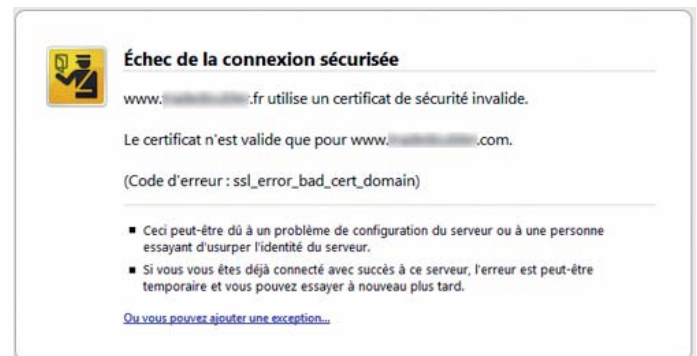 Échec de la connexion sécurisée
www. .fr utilise un certificat de sécurité invalide.
Le certificat n'est valide que pour www. .com.
(Code d'erreur : ssl_error_bad_cert_domain)
Ceci peut-être dû à un problème de configuration du serveur ou à une personne
essayant d'usurper l'identité du serveur.
Si vous vous êtes déjà connecté avec succès à ce serveur, l'erreur est peut-être
temporaire et vous pouvez essayer à nouveau plus tard.
Ou vous pouvez ajouter une exception...